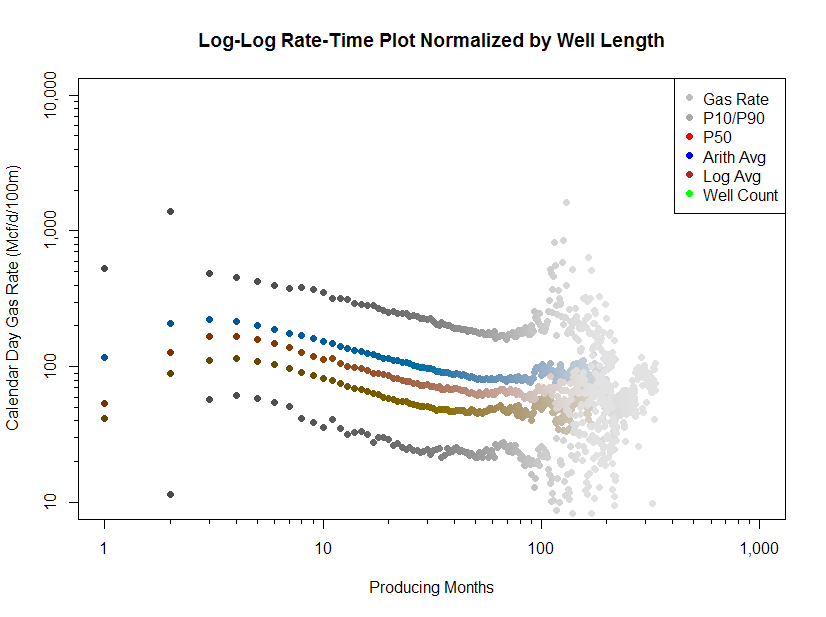 Log-Log Rate-Time Plot Normalized by Well Length
Calendar Day Gas Rate (Mcf/d/100m)
10,000
1,000
100
10
Gas Rate
P10/P90
P50
Arith Avg
Log Avg
Well Count
1
10
100
1,000
Producing Months